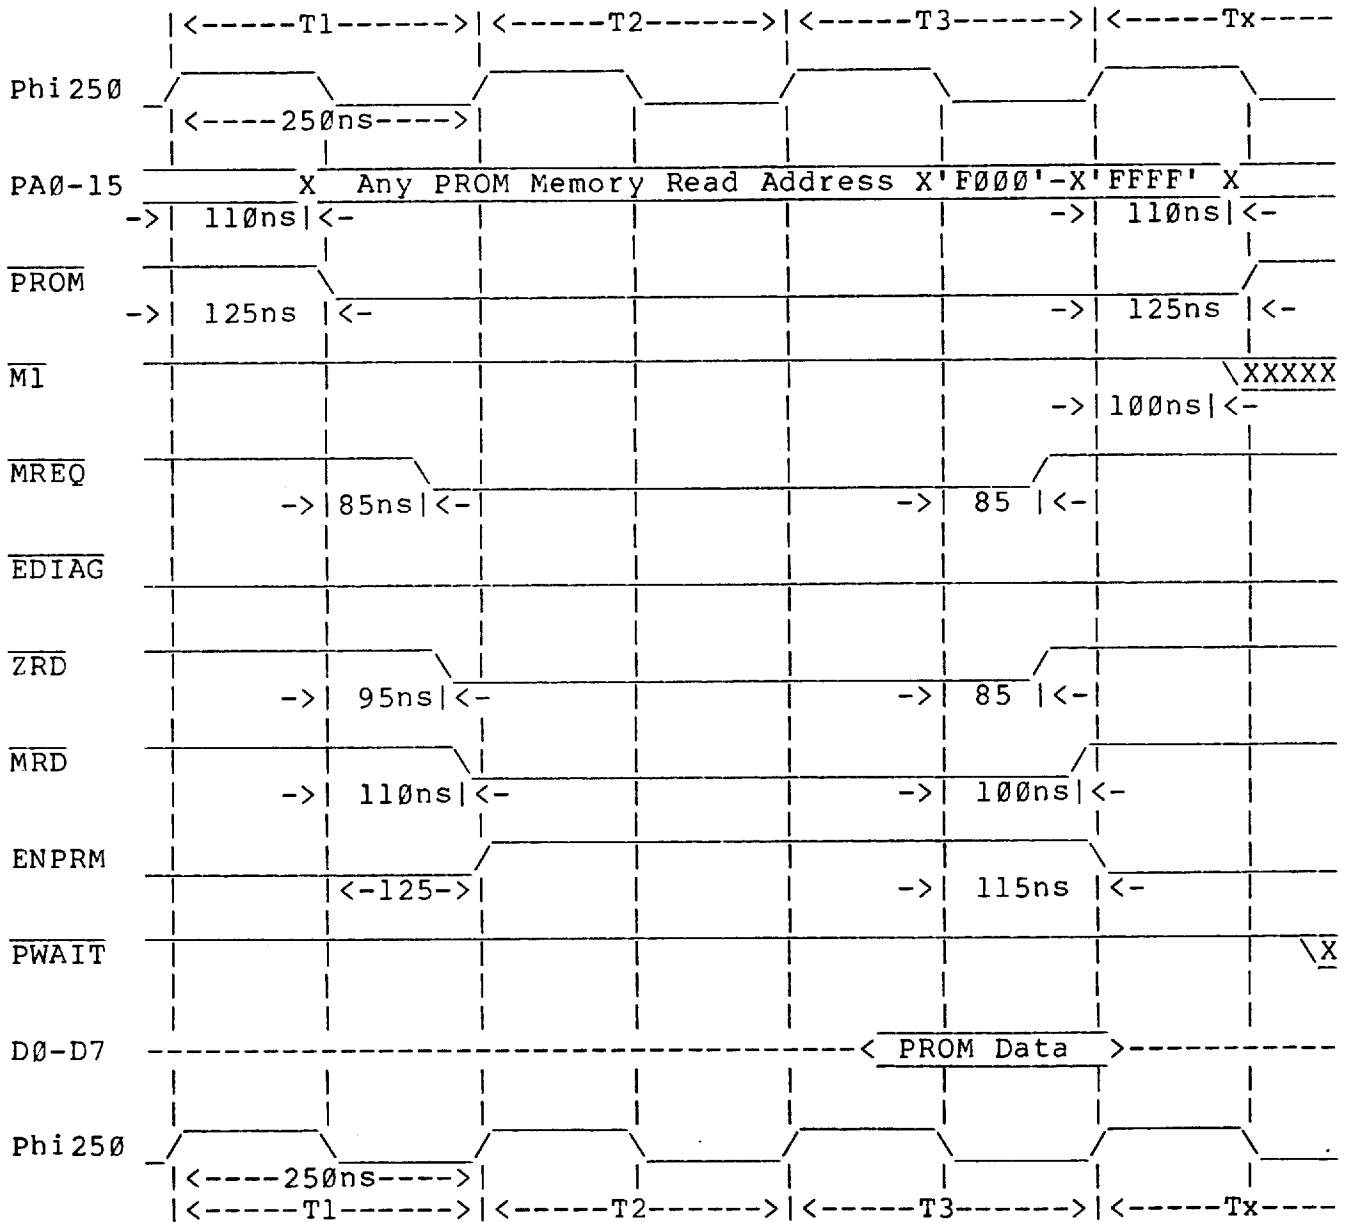 |<-----T1------>|<-----T2------>|<-----T3------>|<-----Tx----
Phi250
|<----250ns---->|
PA0-15 X Any PROM Memory Read Address X'F000'-X'FFFF' X
->| 110ns|<- ->| 110ns|<-
PROM
->| 125ns |<- ->| 125ns |<-
M1 \XXXXX
->|100ns|<-
MREQ
->|85ns|<- ->| 85 |<-
EDIAG
ZRD
->| 95ns|<- ->| 85 |<-
MRD
->| 110ns|<- ->| 100ns|<-
ENPRM
|<-125->| ->| 115ns |<-
PWAIT \X
D0-D7 < PROM Data >
Phi250
|<----250ns---->|
|<-----T1------>|<-----T2------>|<-----T3------>|<-----Tx----